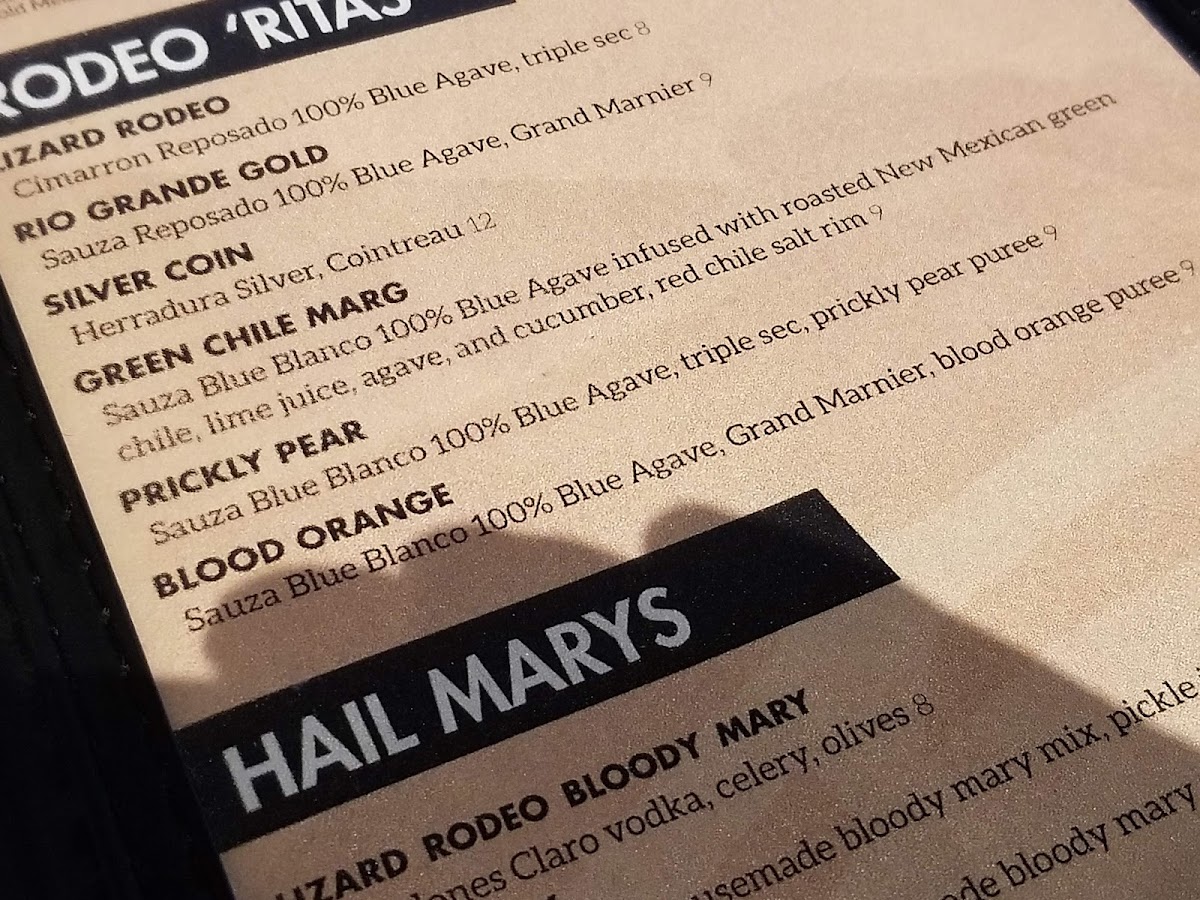 RODEO 'RITAS
LIZARD RODEO
Cimarron Reposado 100% Blue Agave, triple sec 8
RIO GRANDE GOLD
Sauza Reposado 100% Blue Agave, Grand Marnier 9
SILVER COIN
Herradura Silver, Cointreau 12
GREEN CHILE MARG
Sauza Blue Blanco 100% Blue Agave infused with roasted New Mexican green
chile, lime juice, agave, and cucumber, red chile salt rim 9
PRICKLY PEAR
Sauza Blue Blanco 100% Blue Agave, triple sec, prickly pear puree 9
BLOOD ORANGE
Sauza Blue Blanco 100% Blue Agave, Grand Marnier, blood orange puree 9
HAIL MARYS
LIZARD RODEO BLOODY MARY
Claro vodka, celery, olives 8
bloody mary mix, pickle
bloody mary